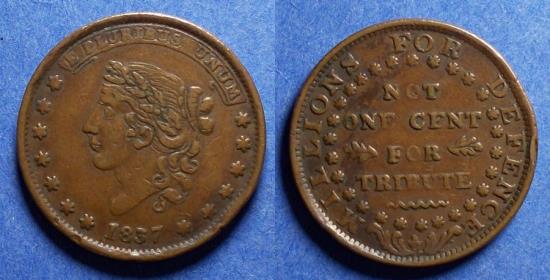 E PLURIBUS UNUM
1837
MILLIONS FOR DEFENCE
NOT
ONE CENT
FOR
TRIBUTE